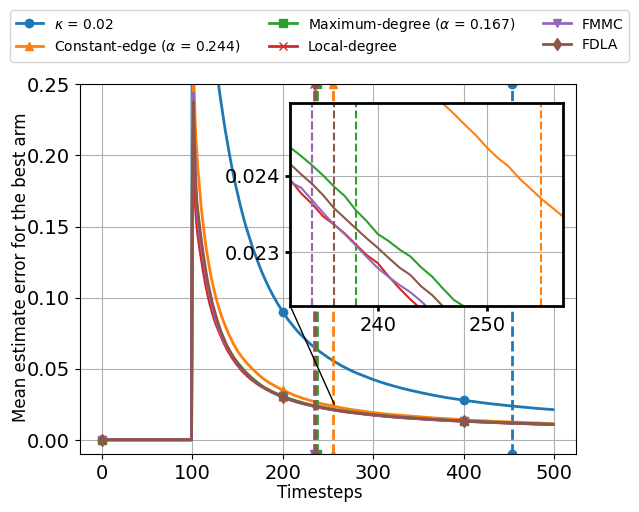 κ = 0.02
Constant-edge (α = 0.244)
Maximum-degree (α = 0.167)
Local-degree
FMMC
FDLA
Mean estimate error for the best arm
0.25
0.20
0.15
0.10
0.05
0.00
0.024
0.023
240 250
0 100 200 300 400 500
Timesteps